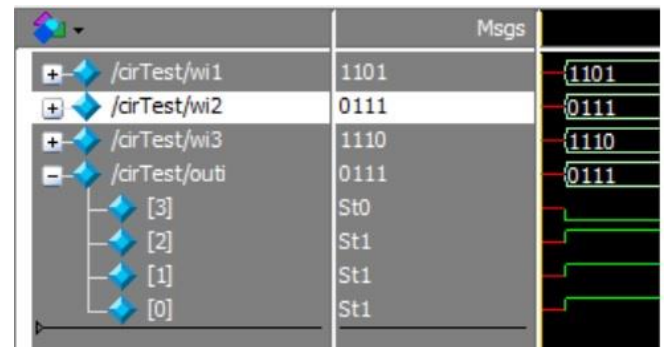 Msgs
/cirTest/wi1 1101 1101
/cirTest/wi2 0111 0111
/cirTest/wi3 1110 1110
/cirTest/outi 0111 0111
[3] St0
[2] St1
[1] St1
[0] St1